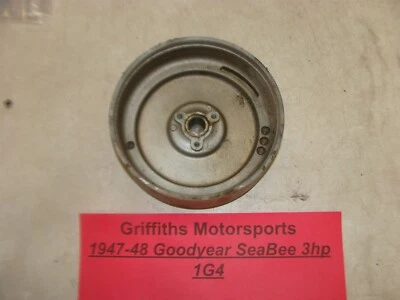 Griffiths Motorsports
1947-48 Goodyear SeaBee 3hp
1G4